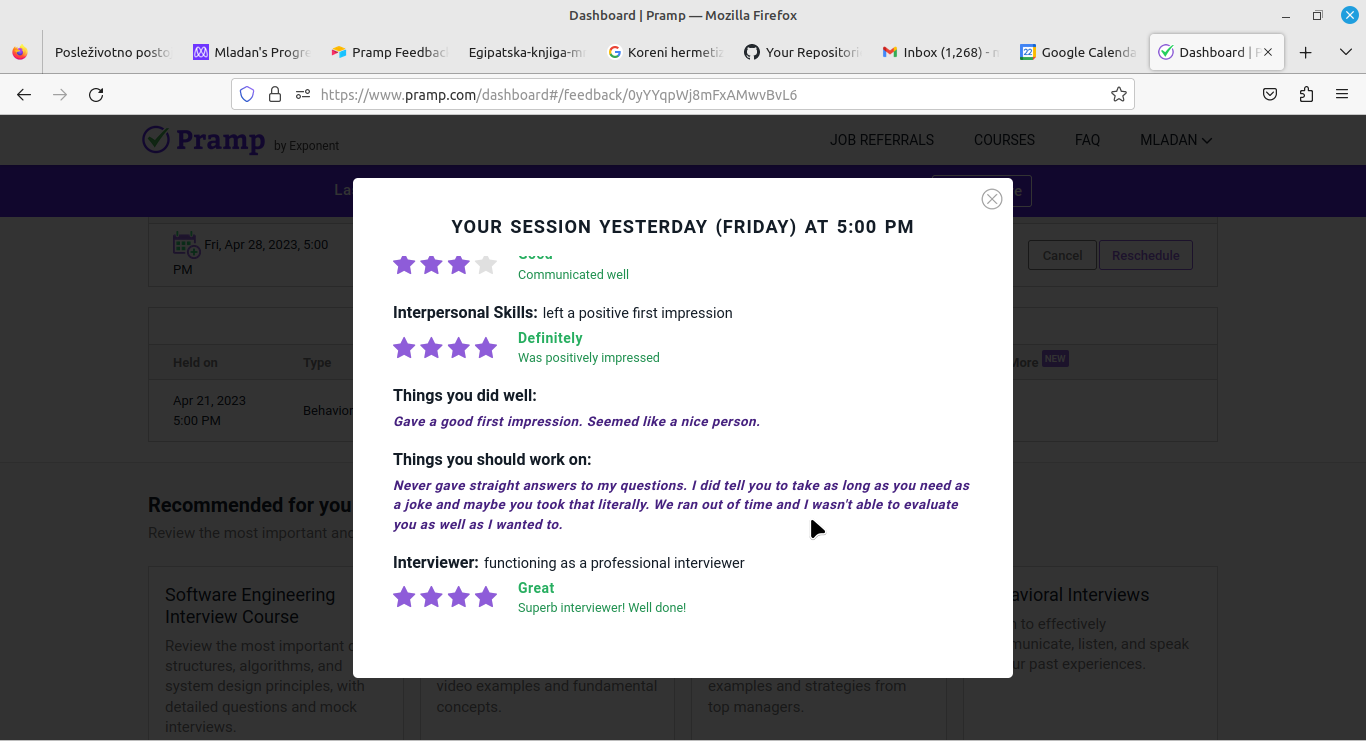 Dashboard | Pramp — Mozilla Firefox
Posleživotno posto
Mladan's Progre
Pramp Feedbac
Egipatska-knjiga-m
Koreni hermeti
Your Repositori
Inbox (1,268) -
Google Calenda
Dashboard |
https://www.pramp.com/dashboard#/feedback/0yYYqpWj8mFxAMwvBvL6
Pramp by Exponent
JOB REFERRALS COURSES FAQ MLADAN
La
e
YOUR SESSION YESTERDAY (FRIDAY) AT 5:00 PM
Fri, Apr 28, 2023, 5:00
PM
Cancel Reschedule
Good
Communicated well
Interpersonal Skills: left a positive first impression
Definitely
Was positively impressed
Held on Type More NEW
Things you did well:
Gave a good first impression. Seemed like a nice person.
Apr 21, 2023
5:00 PM
Behavior
Things you should work on:
Never gave straight answers to my questions. I did tell you to take as long as you need as
a joke and maybe you took that literally. We ran out of time and I wasn't able to evaluate
you as well as I wanted to.
Interviewer: functioning as a professional interviewer
Great
Superb interviewer! Well done!
Recommended for you
Review the most important and
Software Engineering
Interview Course
Review the most important
structures, algorithms, and
system design principles, with
detailed questions and mock
interviews.
video examples and fundamental
concepts.
examples and strategies from
top managers.
avioral Interviews
n to effectively
municate, listen, and speak
ur past experiences.